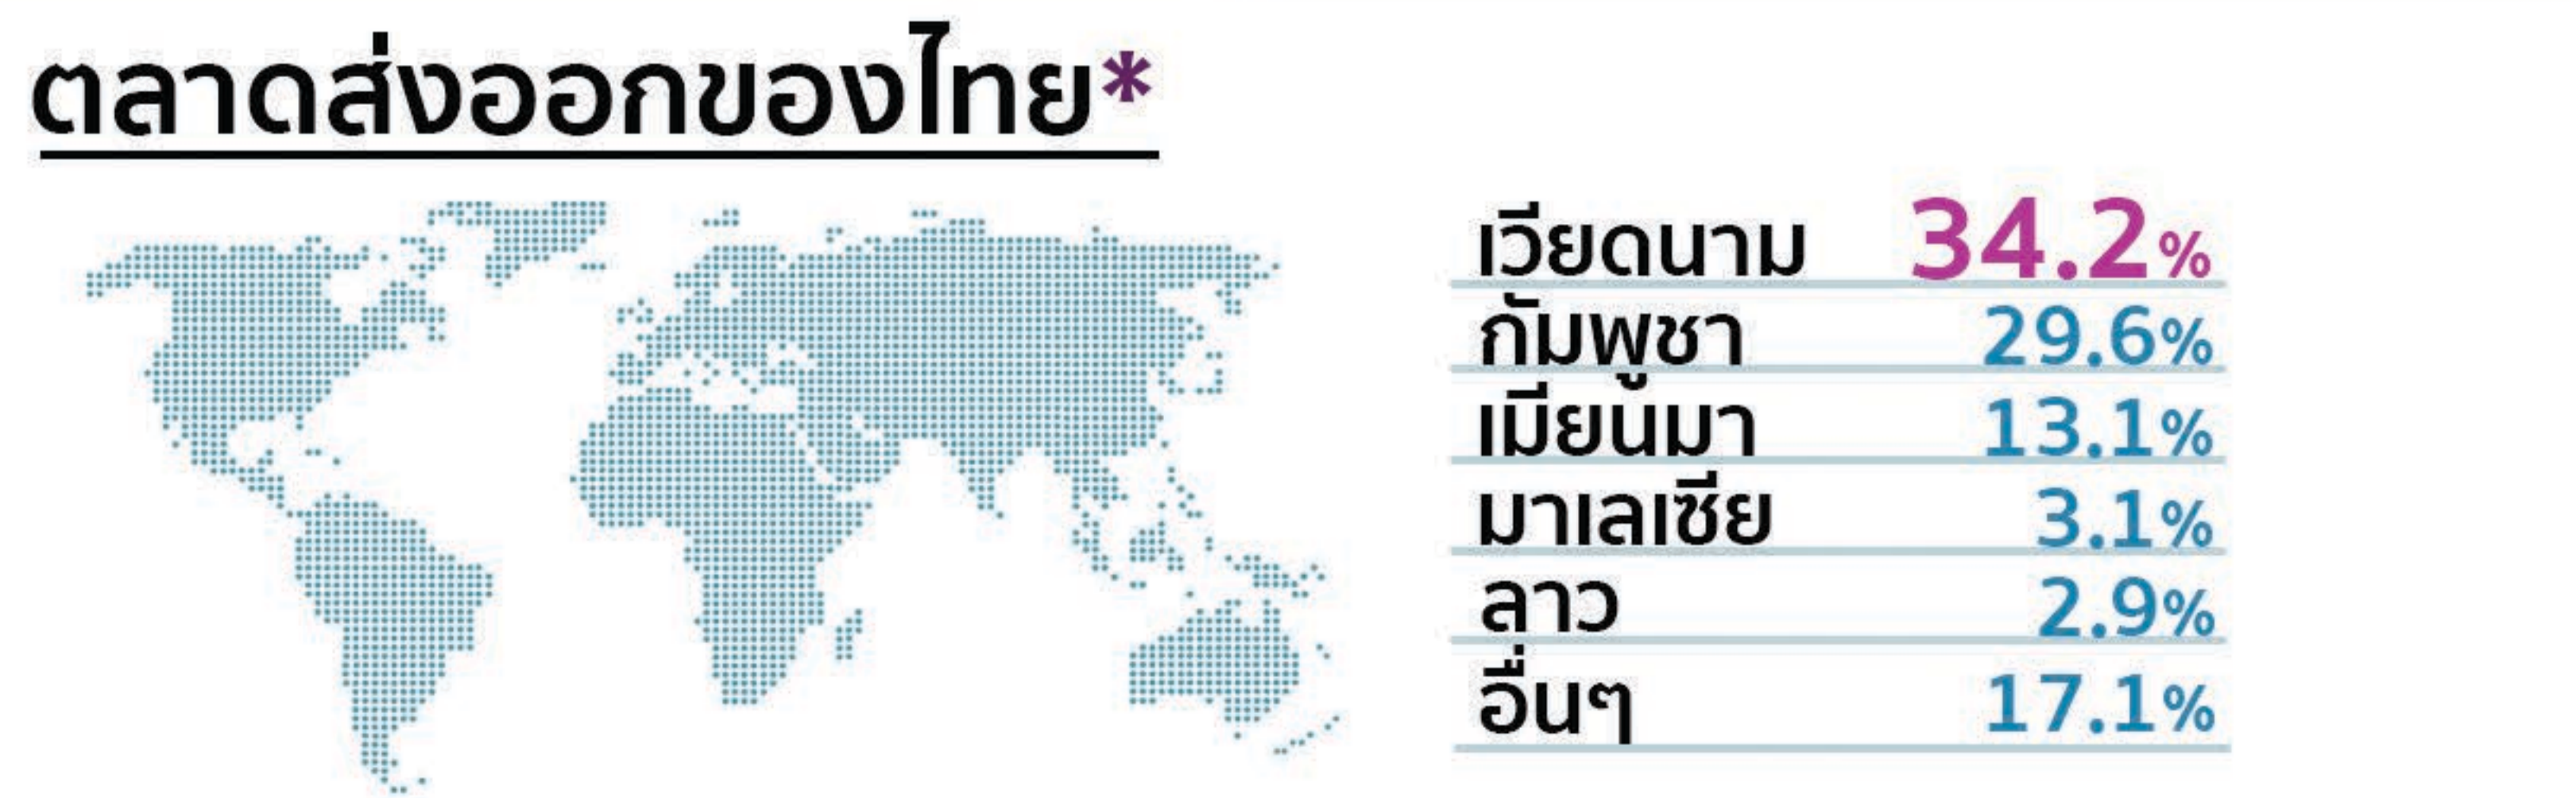 ตลาดส่งออกของไทย*
เวียดนาม 34.2%
กัมพูชา 29.6%
เมียนมา 13.1%
มาเลเซีย 3.1%
ลาว 2.9%
อื่นๆ 17.1%